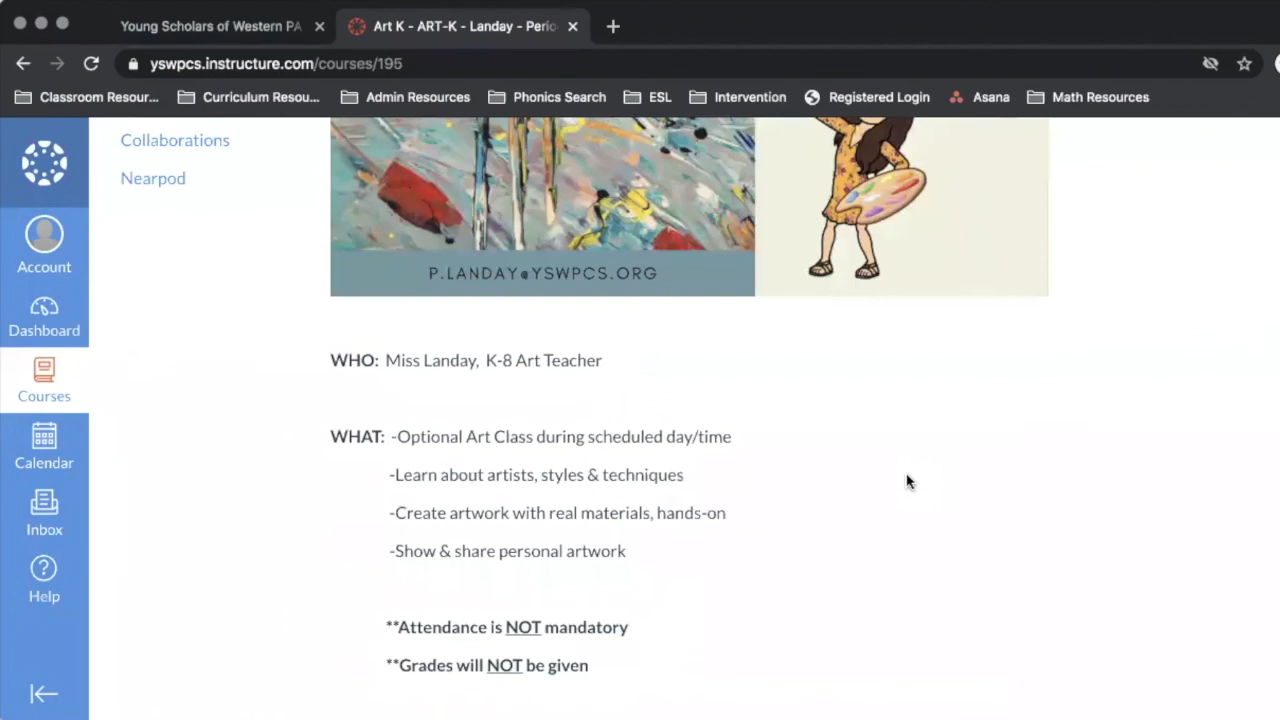 Young Scholars of Western PA
Art K - ART-K - Landay - Perio
yswpcs.instructure.com/courses/195
Classroom Resour...
Curriculum Resou...
Admin Resources
Phonics Search
ESL
Intervention
Registered Login
Asana
Math Resources
Collaborations
Nearpod
Account
Dashboard
Courses
Calendar
Inbox
Help
P.LANDAY@YSWPCS.ORG
WHO: Miss Landay, K-8 Art Teacher
WHAT: -Optional Art Class during scheduled day/time
-Learn about artists, styles & techniques
-Create artwork with real materials, hands-on
-Show & share personal artwork
**Attendance is NOT mandatory
**Grades will NOT be given